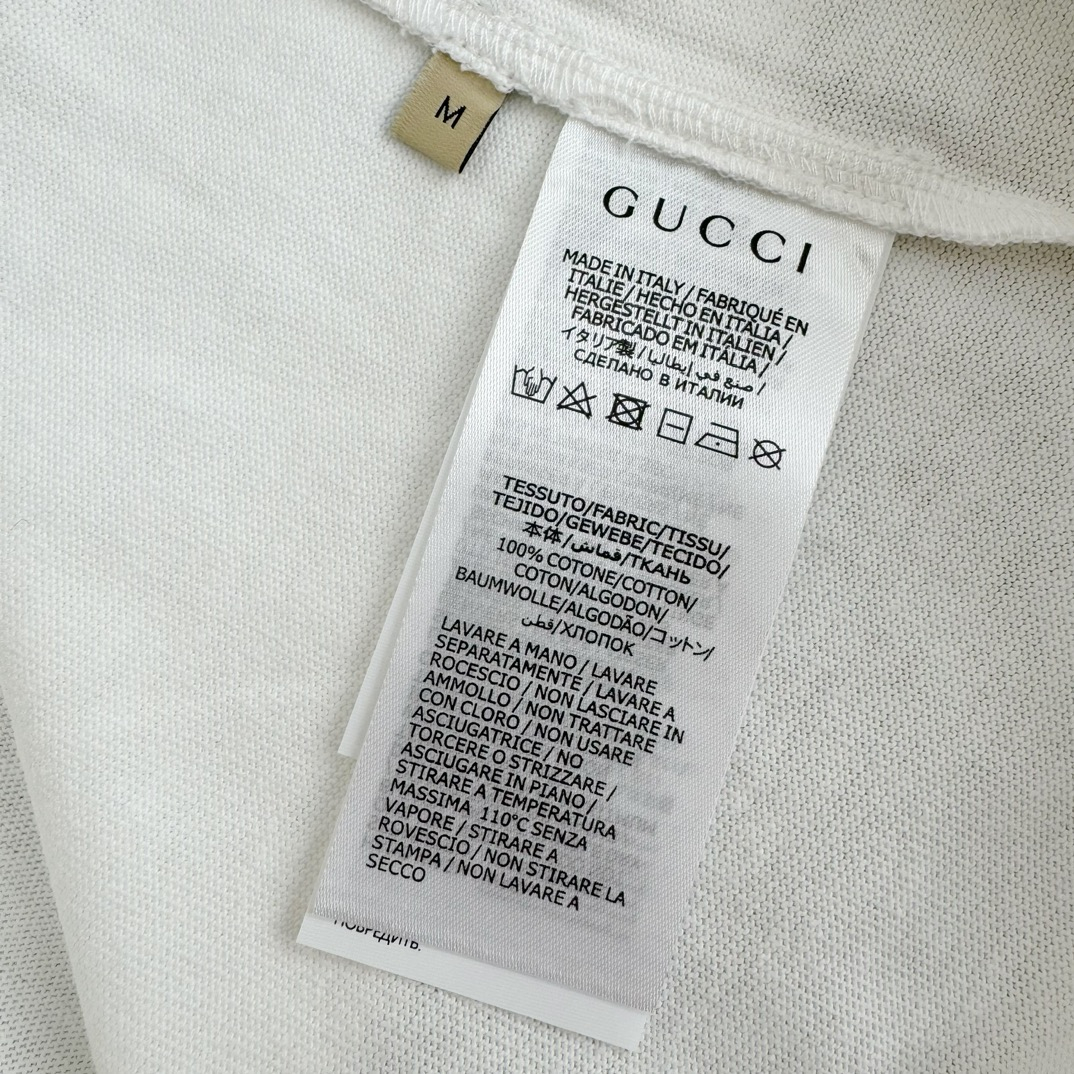 M
GUCCI
MADE IN ITALY / FABRIQUÉ EN
ITALIE / HECHO EN ITALIA /
HERGESTELLT IN ITALIEN /
FABRICADO EM ITÁLIA /
イタリア製 / صنع في إيطاليا /
СДЕЛАНО В ИТАЛИИ
TESSUTO/FABRIC/TISSU/
TEJIDO/GEWEBE/TECIDO/
本体/قماش/ТКАНЬ
100% COTONE/COTTON/
COTON/ALGODON/
BAUMWOLLE/ALGODÃO/コットン/
قطن/ХЛОПОК
LAVARE A MANO / LAVARE
SEPARATAMENTE / LAVARE A
ROCESCIO / NON LASCIARE IN
AMMOLLO / NON TRATTARE
CON CLORO / NON USARE
ASCIUGATRICE / NO
TORCERE O STRIZZARE /
ASCIUGARE IN PIANO /
STIRARE A TEMPERATURA
MASSIMA 110°C SENZA
VAPORE / STIRARE A
ROVESCIO / NON STIRARE LA
STAMPA / NON LAVARE A
SECCO
ПОВРЕДИТЬ.